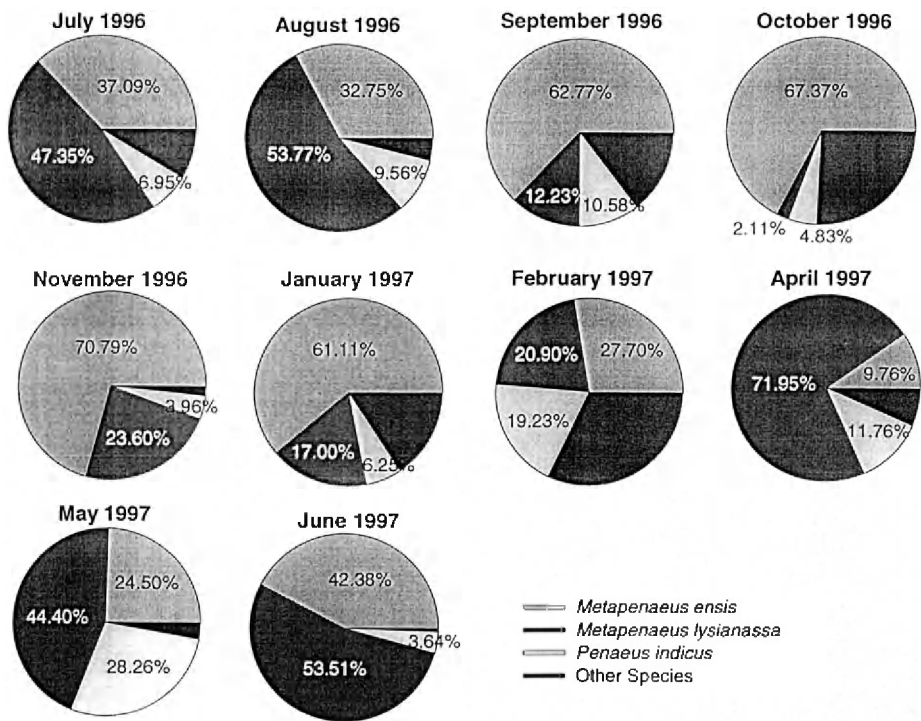 July 1996
August 1996
September 1996
October 1996
37.09%
47.35%
6.95%
32.75%
53.77%
9.56%
62.77%
12.23%
10.58%
67.37%
2.11%
4.83%
November 1996
January 1997
February 1997
April 1997
70.79%
3.96%
23.60%
61.11%
17.00%
6.25%
20.90%
27.70%
19.23%
71.95%
9.76%
11.76%
May 1997
June 1997
24.50%
44.40%
28.26%
42.38%
3.64%
53.51%
Metapenaeus ensis
Metapenaeus lysianassa
Penaeus indicus
Other Species